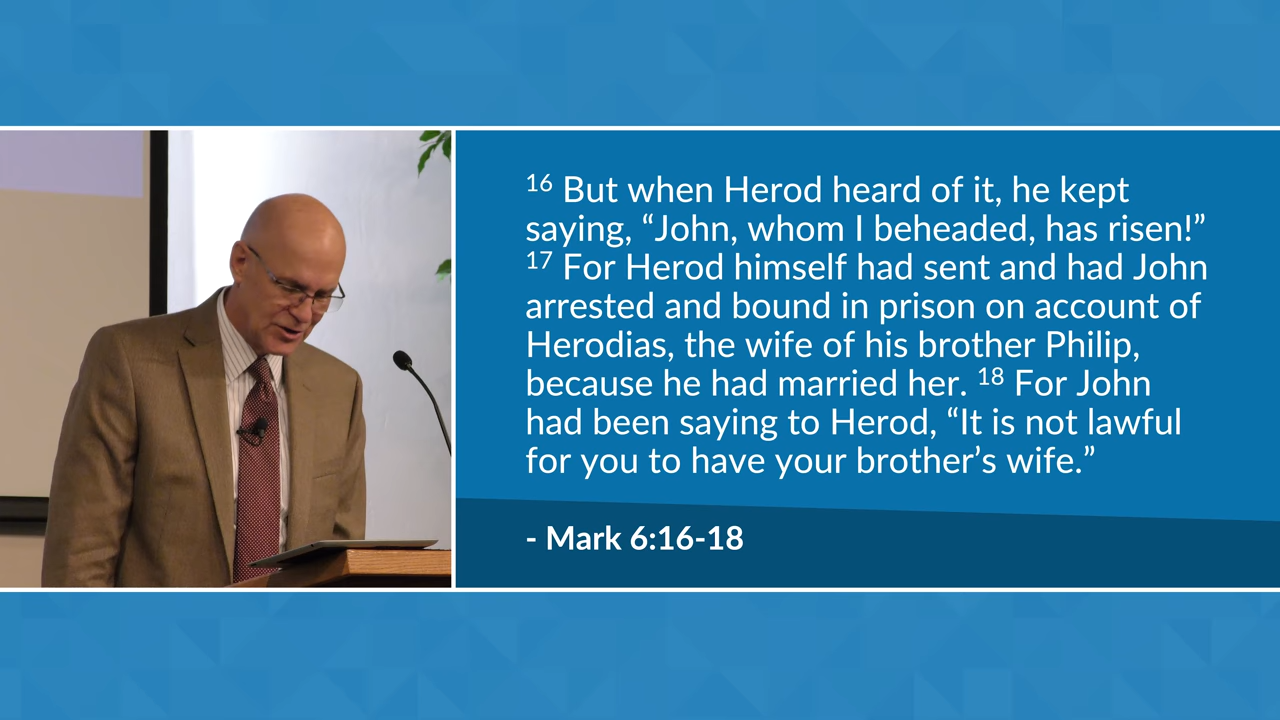 16 But when Herod heard of it, he kept
saying, “John, whom I beheaded, has risen!”
17 For Herod himself had sent and had John
arrested and bound in prison on account of
Herodias, the wife of his brother Philip,
because he had married her. 18 For John
had been saying to Herod, “It is not lawful
for you to have your brother’s wife.”
- Mark 6:16-18